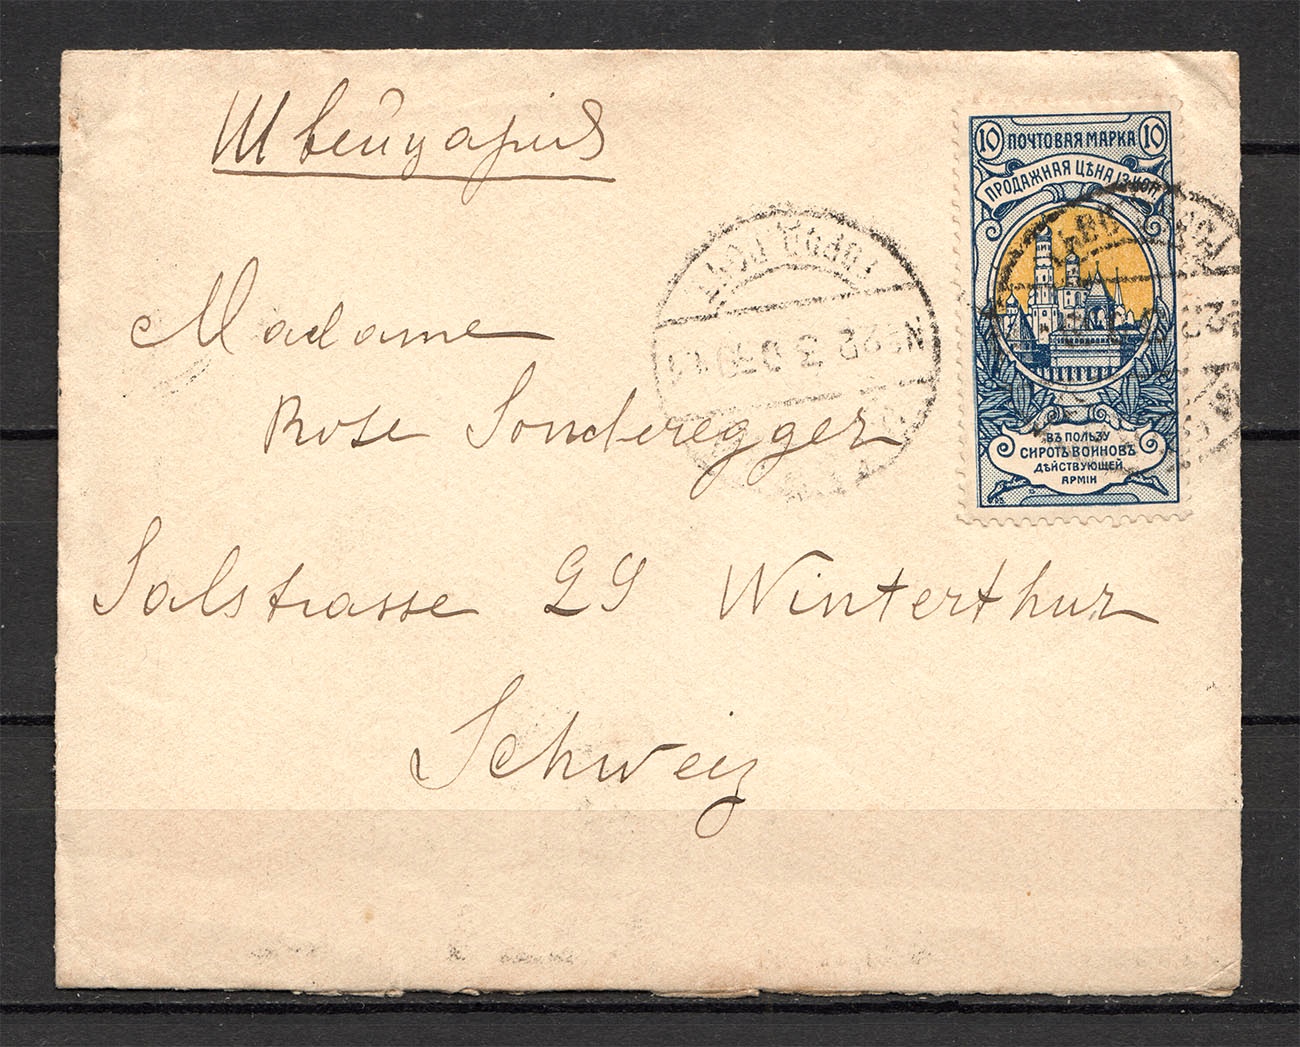 Швейцарія
10 ПОЧТОВАЯ МАРКА 10
ПРОДАЖНАЯ ЦѢНА 13 КОП.
ВЪ ПОЛЬЗУ
СИРОТЪ ВОИНОВЪ
ДѢЙСТВУЮЩЕЙ
АРМІИ
Madame
Rose Sonderegger
Salstrasse 29 Winterthur
Schweiz